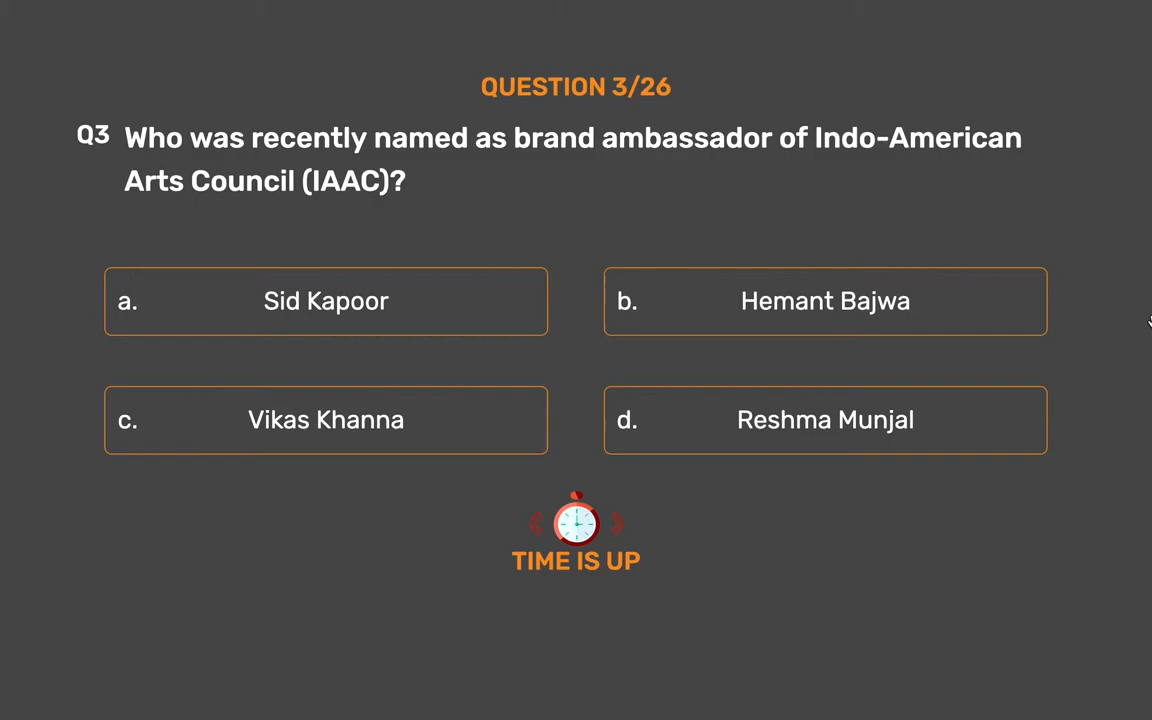 QUESTION 3/26
Q3 Who was recently named as brand ambassador of Indo-American
Arts Council (IAAC)?
a. Sid Kapoor
b. Hemant Bajwa
c. Vikas Khanna
d. Reshma Munjal
TIME IS UP